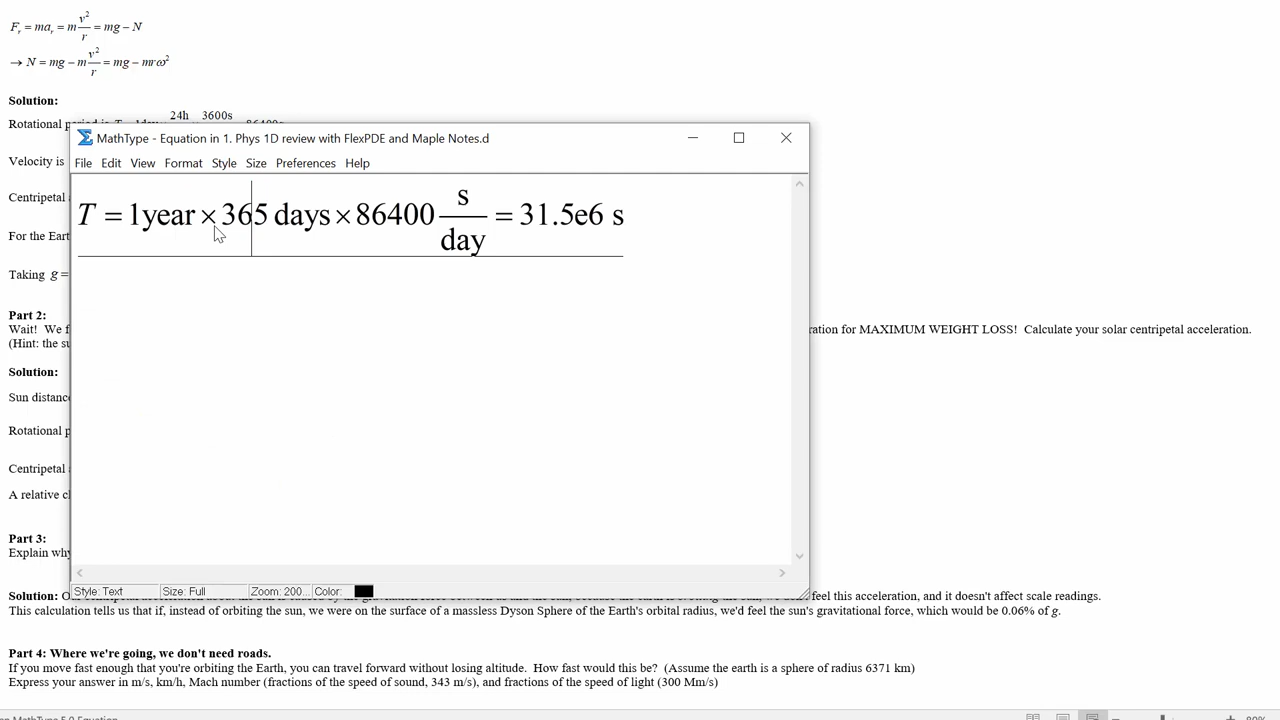 F_r = ma_r = m v²/r = mg − N
→ N = mg − m v²/r = mg − mrω²
Solution:
24h 3600s
Rotational
MathType - Equation in 1. Phys 1D review with FlexPDE and Maple Notes.d
Velocity is
File Edit View Format Style Size Preferences Help
Centripetal
T = 1year × 365 days × 86400 s/day = 31.5e6 s
For the Eart
Taking g =
Part 2:
Wait! We f ration for MAXIMUM WEIGHT LOSS! Calculate your solar centripetal acceleration.
(Hint: the su
Solution:
Sun distanc
Rotational p
Centripetal
A relative c
Part 3:
Explain why
Style: Text Size: Full Zoom: 200... Color:
Solution: feel this acceleration, and it doesn't affect scale readings.
This calculation tells us that if, instead of orbiting the sun, we were on the surface of a massless Dyson Sphere of the Earth's orbital radius, we'd feel the sun's gravitational force, which would be 0.06% of g.
Part 4: Where we're going, we don't need roads.
If you move fast enough that you're orbiting the Earth, you can travel forward without losing altitude. How fast would this be? (Assume the earth is a sphere of radius 6371 km)
Express your answer in m/s, km/h, Mach number (fractions of the speed of sound, 343 m/s), and fractions of the speed of light (300 Mm/s)